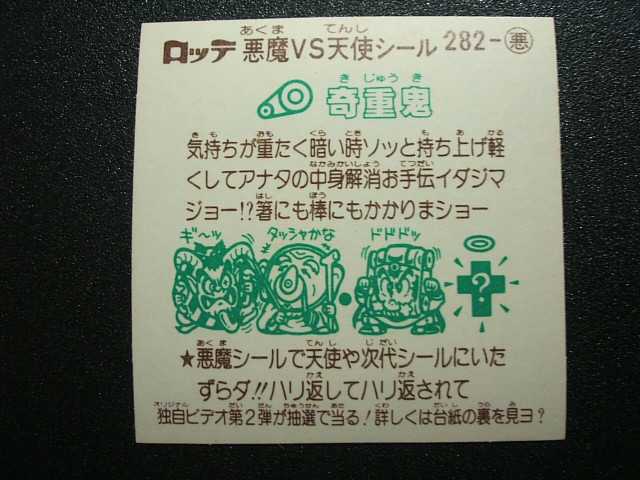 ロッテ 悪魔VS天使シール 282-悪
奇重鬼
気持ちが重たく暗い時ソッと持ち上げ軽
くしてアナタの中身解消お手伝イダジマ
ジョー!?箸にも棒にもかかりまショー
ギ〜ッ タッシャかな ドドドッ
?
★悪魔シールで天使や次代シールにいた
ずらダ!!ハリ返してハリ返されて
独自ビデオ第2弾が抽選で当る!詳しくは台紙の裏を見ヨ?